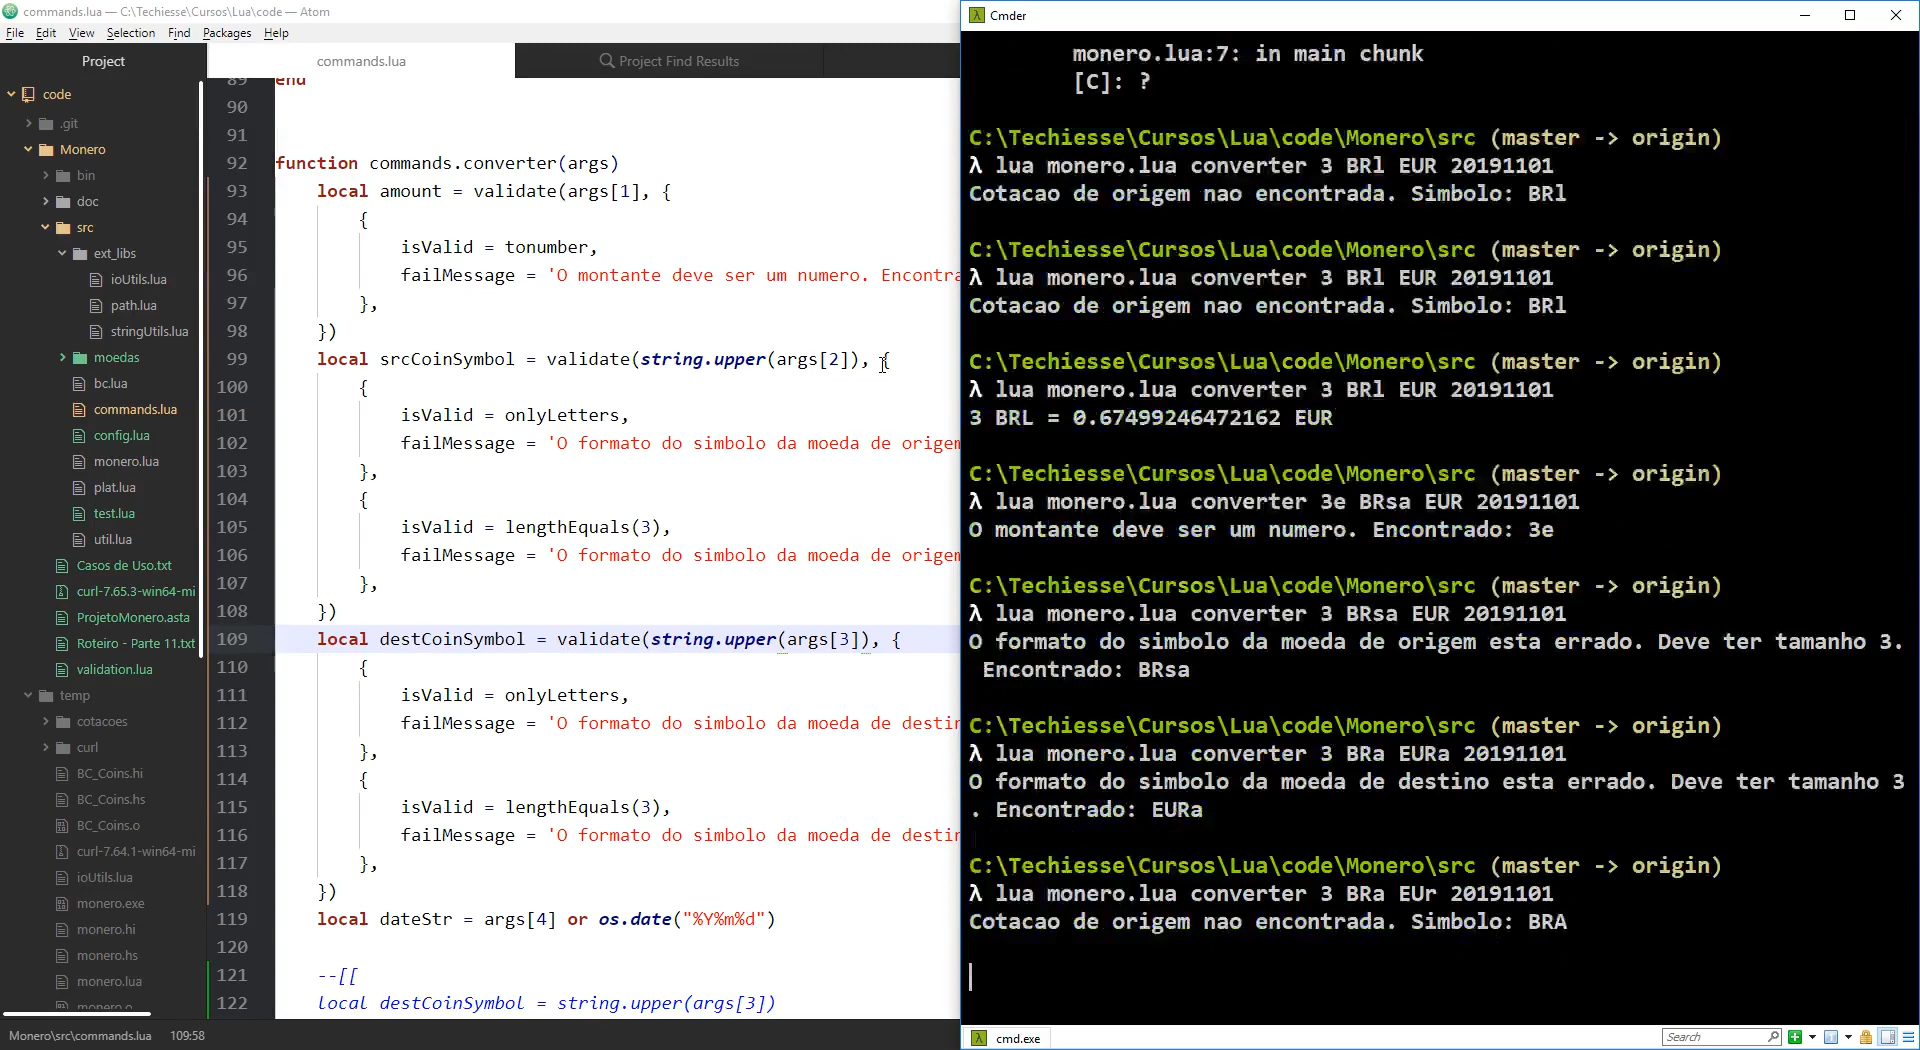 commands.lua — C:\Techiesse\Cursos\Lua\code — Atom
File Edit View Selection Find Packages Help
Project
code
.git
Monero
bin
doc
src
ext_libs
ioUtils.lua
path.lua
stringUtils.lua
moedas
bc.lua
commands.lua
config.lua
monero.lua
plat.lua
test.lua
util.lua
Casos de Uso.txt
curl-7.65.3-win64-mi
ProjetoMonero.asta
Roteiro - Parte 11.txt
validation.lua
temp
cotacoes
curl
BC_Coins.hi
BC_Coins.hs
BC_Coins.o
curl-7.64.1-win64-mi
ioUtils.lua
monero.exe
monero.hi
monero.hs
monero.lua
monero.o
commands.lua
Project Find Results
89 end
90
91
92 function commands.converter(args)
93 local amount = validate(args[1], {
94 {
95 isValid = tonumber,
96 failMessage = 'O montante deve ser um numero. Encontra
97 },
98 })
99 local srcCoinSymbol = validate(string.upper(args[2]), {
100 {
101 isValid = onlyLetters,
102 failMessage = 'O formato do simbolo da moeda de origem
103 },
104 {
105 isValid = lengthEquals(3),
106 failMessage = 'O formato do simbolo da moeda de origem
107 },
108 })
109 local destCoinSymbol = validate(string.upper(args[3]), {
110 {
111 isValid = onlyLetters,
112 failMessage = 'O formato do simbolo da moeda de destin
113 },
114 {
115 isValid = lengthEquals(3),
116 failMessage = 'O formato do simbolo da moeda de destin
117 },
118 })
119 local dateStr = args[4] or os.date("%Y%m%d")
120
121 --[[
122 local destCoinSymbol = string.upper(args[3])
Monero\src\commands.lua 109:58
Cmder
monero.lua:7: in main chunk
[C]: ?
C:\Techiesse\Cursos\Lua\code\Monero\src (master -> origin)
λ lua monero.lua converter 3 BRl EUR 20191101
Cotacao de origem nao encontrada. Simbolo: BRl
C:\Techiesse\Cursos\Lua\code\Monero\src (master -> origin)
λ lua monero.lua converter 3 BRl EUR 20191101
Cotacao de origem nao encontrada. Simbolo: BRl
C:\Techiesse\Cursos\Lua\code\Monero\src (master -> origin)
λ lua monero.lua converter 3 BRl EUR 20191101
3 BRL = 0.67499246472162 EUR
C:\Techiesse\Cursos\Lua\code\Monero\src (master -> origin)
λ lua monero.lua converter 3e BRsa EUR 20191101
O montante deve ser um numero. Encontrado: 3e
C:\Techiesse\Cursos\Lua\code\Monero\src (master -> origin)
λ lua monero.lua converter 3 BRsa EUR 20191101
O formato do simbolo da moeda de origem esta errado. Deve ter tamanho 3.
Encontrado: BRsa
C:\Techiesse\Cursos\Lua\code\Monero\src (master -> origin)
λ lua monero.lua converter 3 BRa EURa 20191101
O formato do simbolo da moeda de destino esta errado. Deve ter tamanho 3
. Encontrado: EURa
C:\Techiesse\Cursos\Lua\code\Monero\src (master -> origin)
λ lua monero.lua converter 3 BRa EUr 20191101
Cotacao de origem nao encontrada. Simbolo: BRA
cmd.exe
Search